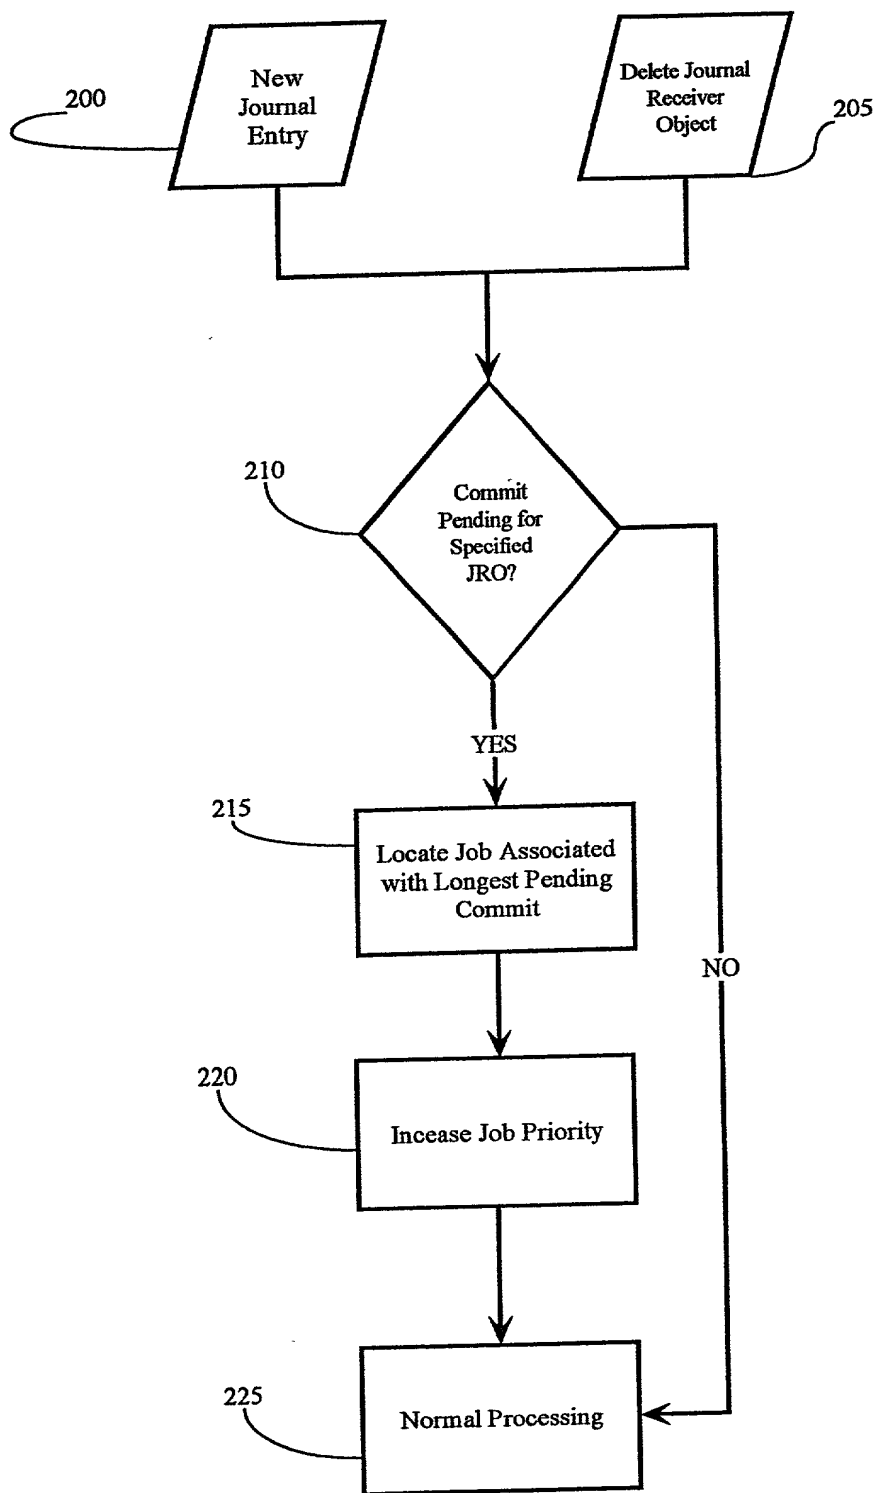 200
New
Journal
Entry
Delete Journal
Receiver
Object
205
210
Commit
Pending for
Specified
JRO?
YES
215
Locate Job Associated
with Longest Pending
Commit
NO
220
Incease Job Priority
225
Normal Processing